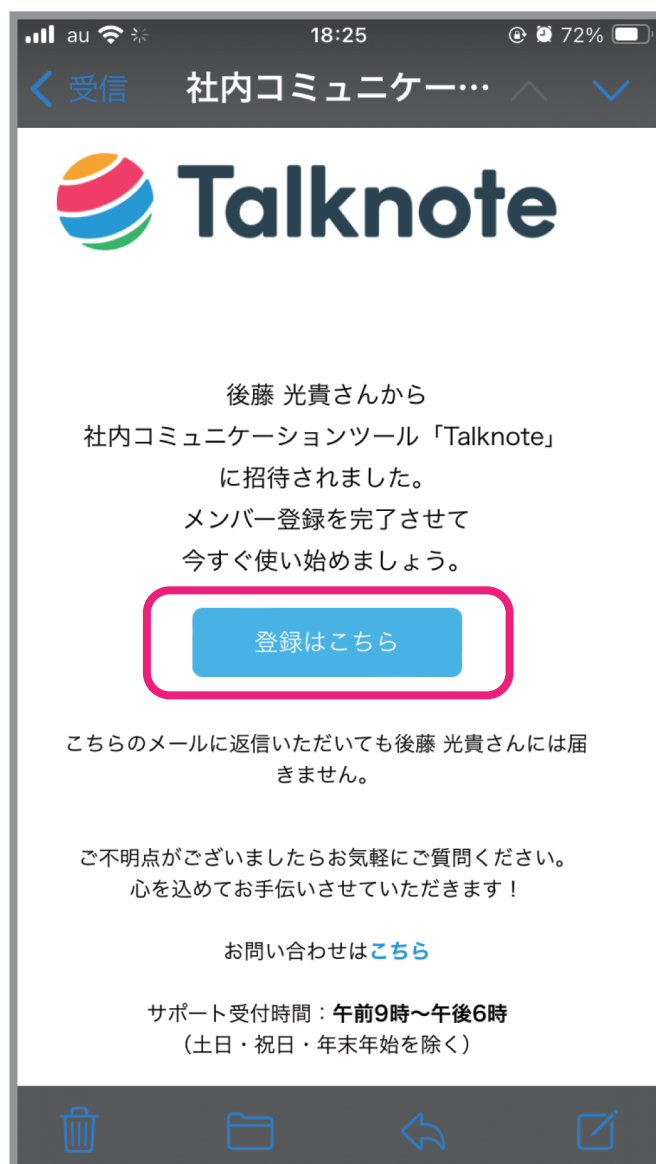 au 18:25 72%
受信 社内コミュニケー…
Talknote
後藤 光貴さんから
社内コミュニケーションツール「Talknote」
に招待されました。
メンバー登録を完了させて
今すぐ使い始めましょう。
登録はこちら
こちらのメールに返信いただいても後藤 光貴さんには届
きません。
ご不明点がございましたらお気軽にご質問ください。
心を込めてお手伝いさせていただきます！
お問い合わせはこちら
サポート受付時間：午前9時〜午後6時
（土日・祝日・年末年始を除く）